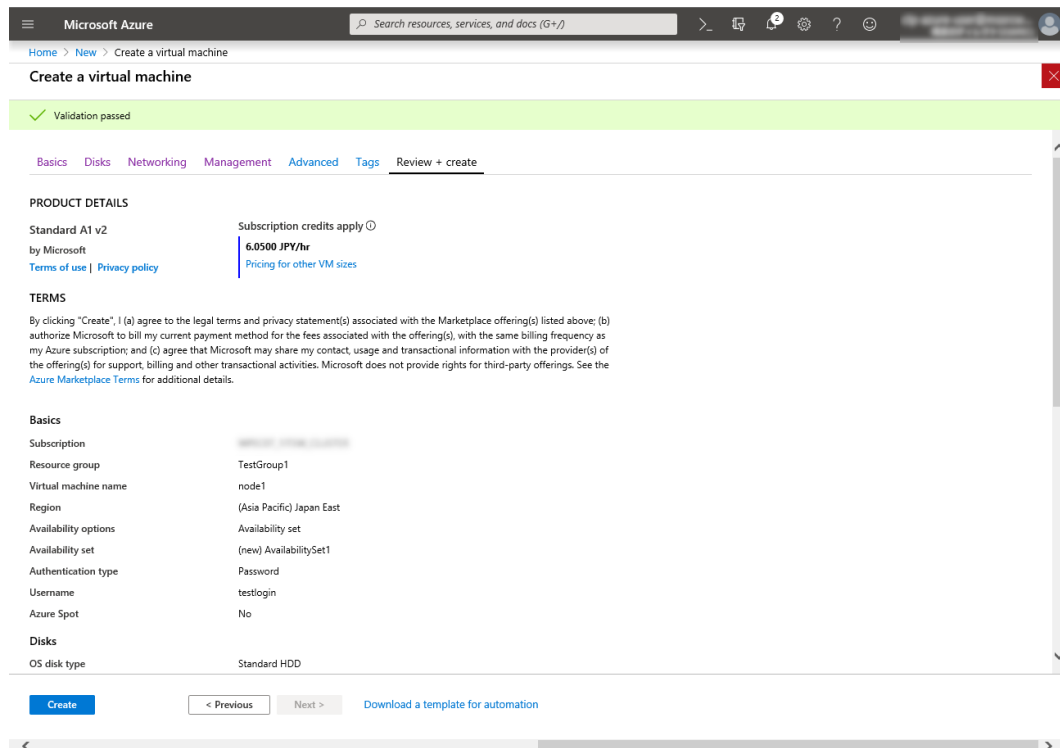 Microsoft Azure
Search resources, services, and docs (G+/)
2
Home > New > Create a virtual machine
Create a virtual machine
Validation passed
Basics Disks Networking Management Advanced Tags Review + create
PRODUCT DETAILS
Standard A1 v2
by Microsoft
Terms of use | Privacy policy
Subscription credits apply
6.0500 JPY/hr
Pricing for other VM sizes
TERMS
By clicking "Create", I (a) agree to the legal terms and privacy statement(s) associated with the Marketplace offering(s) listed above; (b)
authorize Microsoft to bill my current payment method for the fees associated with the offering(s), with the same billing frequency as
my Azure subscription; and (c) agree that Microsoft may share my contact, usage and transactional information with the provider(s) of
the offering(s) for support, billing and other transactional activities. Microsoft does not provide rights for third-party offerings. See the
Azure Marketplace Terms for additional details.
Basics
Subscription
Resource group TestGroup1
Virtual machine name node1
Region (Asia Pacific) Japan East
Availability options Availability set
Availability set (new) AvailabilitySet1
Authentication type Password
Username testlogin
Azure Spot No
Disks
OS disk type Standard HDD
Create < Previous Next > Download a template for automation